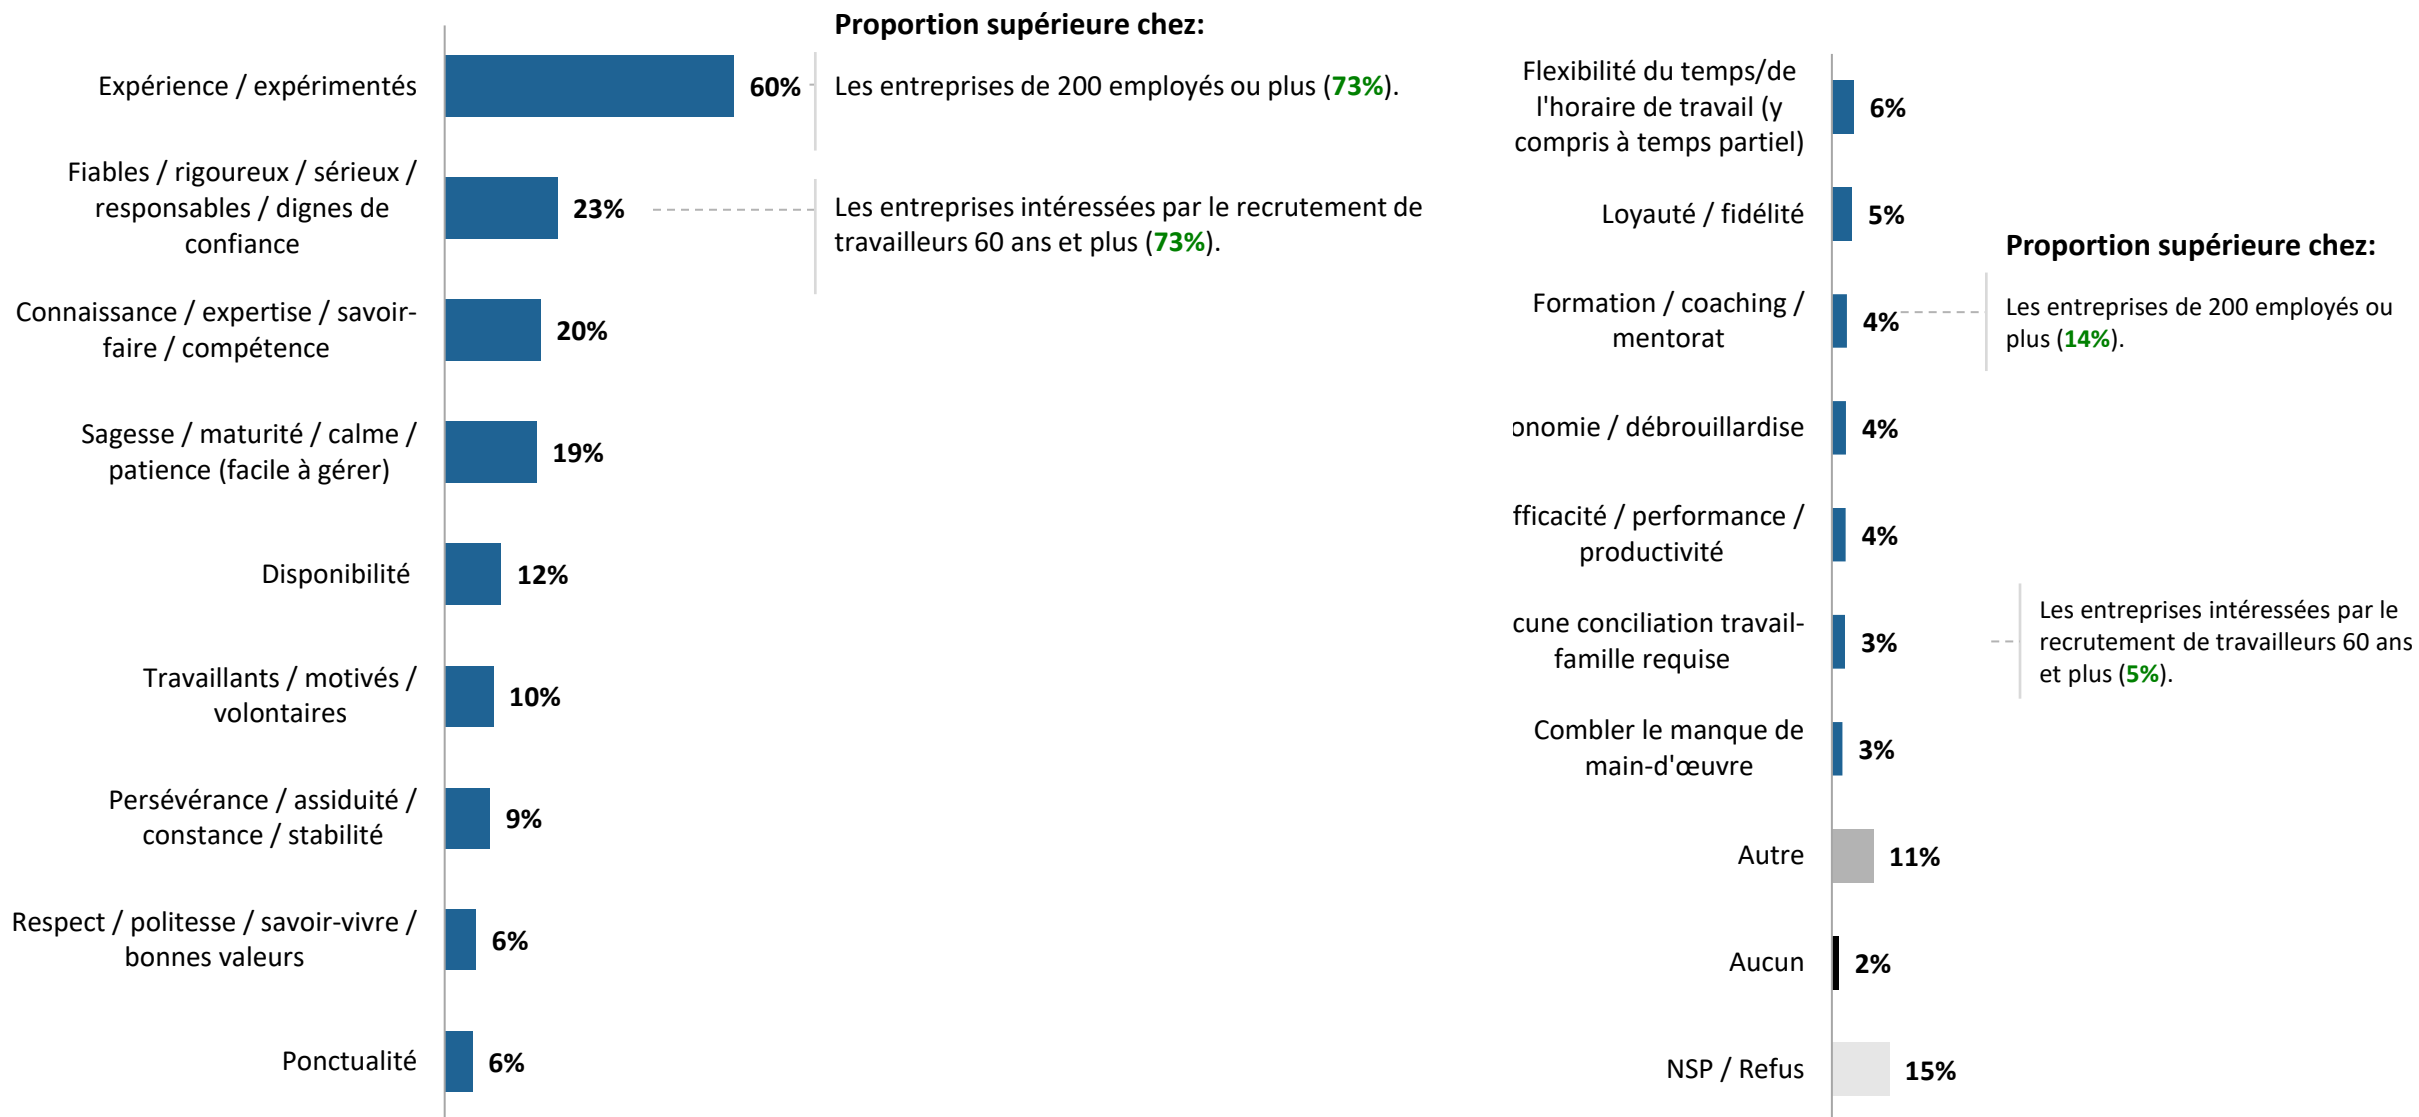 Proportion supérieure chez:
Expérience / expérimentés
60%
Les entreprises de 200 employés ou plus (73%).
Fiables / rigoureux / sérieux /
responsables / dignes de
confiance
23%
Les entreprises intéressées par le recrutement de
travailleurs 60 ans et plus (73%).
Connaissance / expertise / savoir-
faire / compétence
20%
Sagesse / maturité / calme /
patience (facile à gérer)
19%
Disponibilité
12%
Travaillants / motivés /
volontaires
10%
Persévérance / assiduité /
constance / stabilité
9%
Respect / politesse / savoir-vivre /
bonnes valeurs
6%
Ponctualité
6%
Flexibilité du temps/de
l'horaire de travail (y
compris à temps partiel)
6%
Loyauté / fidélité
5%
Proportion supérieure chez:
Formation / coaching /
mentorat
4%
Les entreprises de 200 employés ou
plus (14%).
onomie / débrouillardise
4%
fficacité / performance /
productivité
4%
cune conciliation travail-
famille requise
3%
Les entreprises intéressées par le
recrutement de travailleurs 60 ans
et plus (5%).
Combler le manque de
main-d'œuvre
3%
Autre
11%
Aucun
2%
NSP / Refus
15%